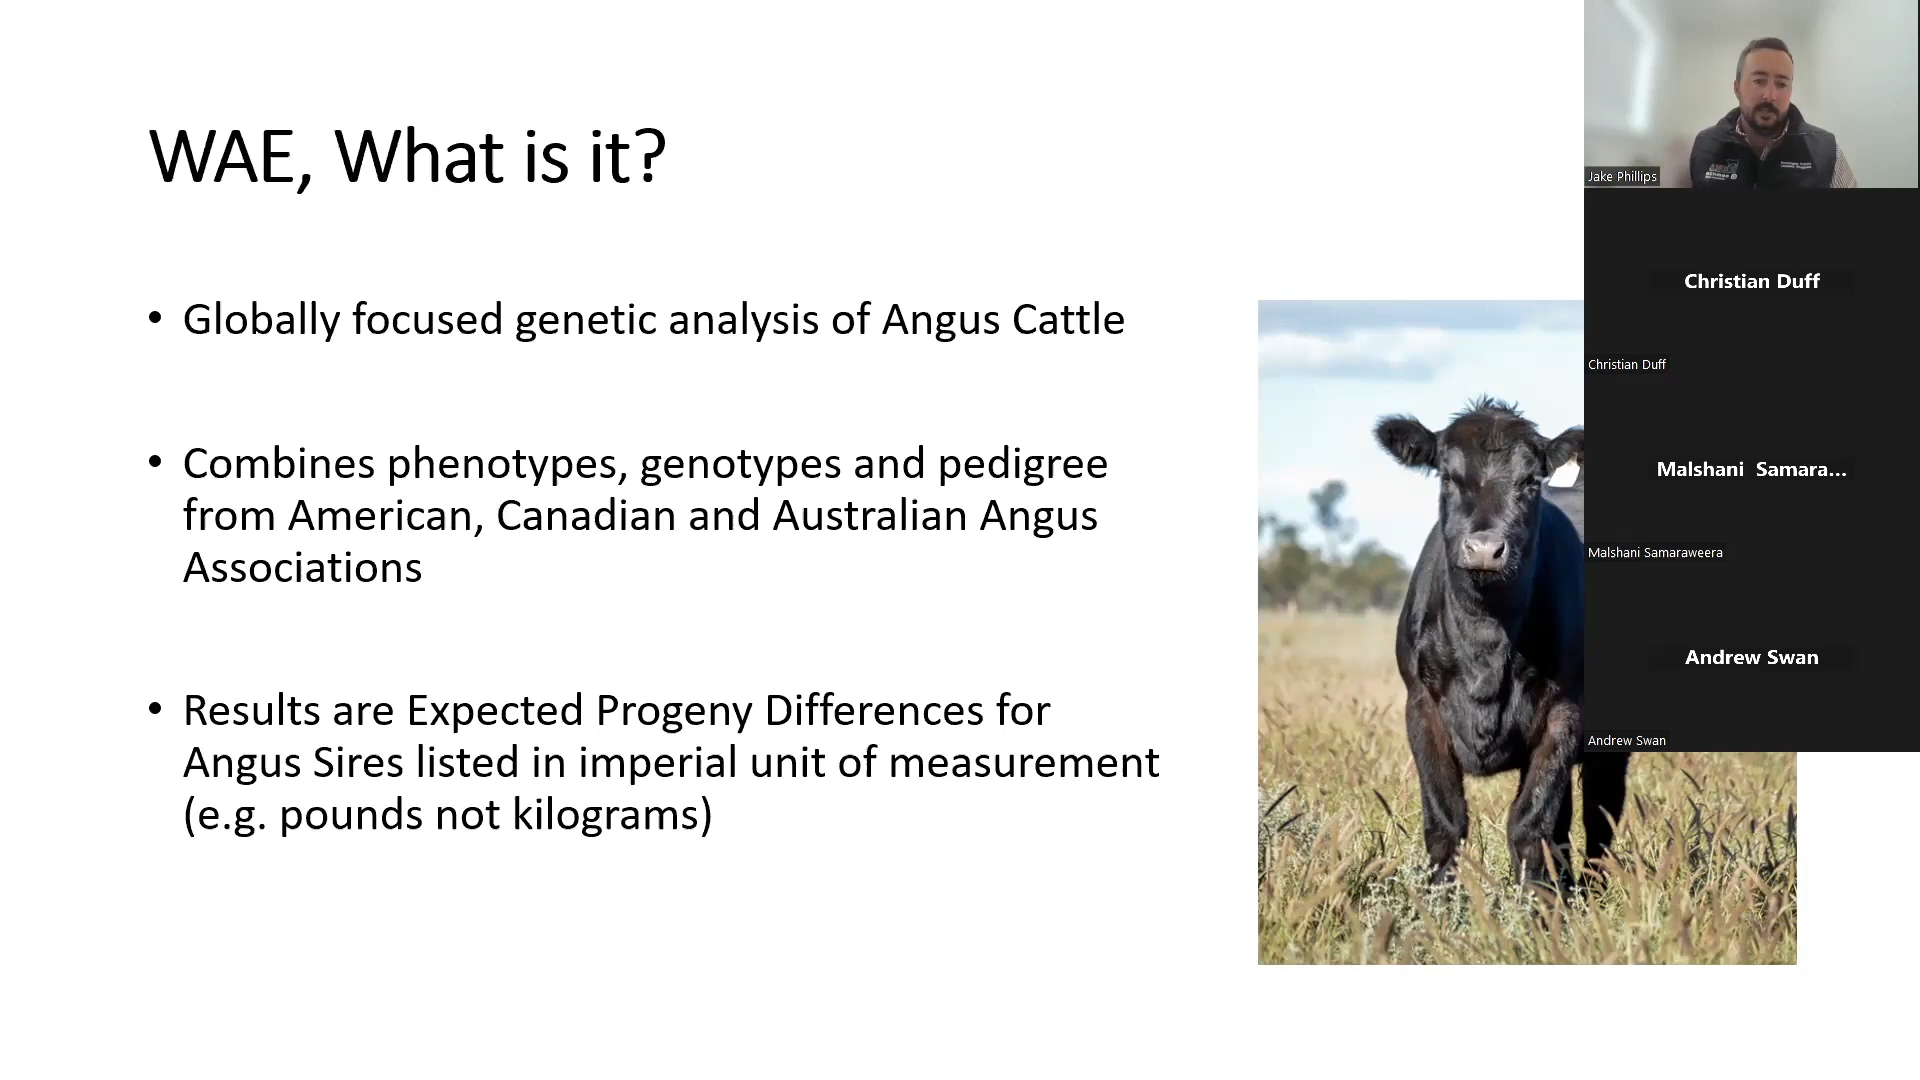 WAE, What is it?
• Globally focused genetic analysis of Angus Cattle
• Combines phenotypes, genotypes and pedigree
from American, Canadian and Australian Angus
Associations
• Results are Expected Progeny Differences for
Angus Sires listed in imperial unit of measurement
(e.g. pounds not kilograms)
Jake Phillips
Christian Duff
Christian Duff
Malshani Samara...
Malshani Samaraweera
Andrew Swan
Andrew Swan